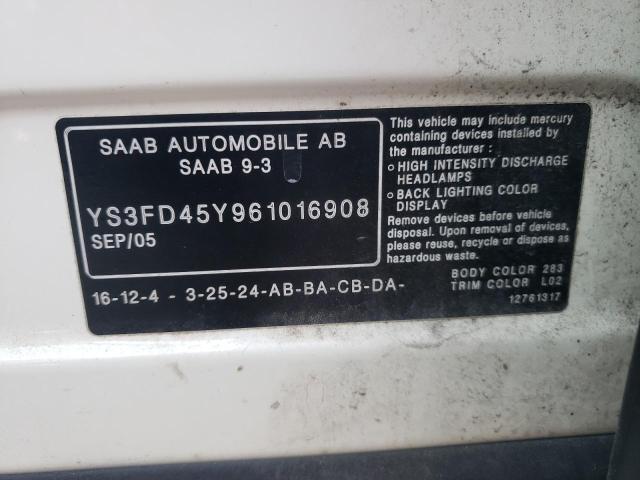 SAAB AUTOMOBILE AB
SAAB 9-3
YS3FD45Y961016908
SEP/05
16-12-4 - 3-25-24-AB-BA-CB-DA-
This vehicle may include mercury
containing devices installed by
the manufacturer :
o HIGH INTENSITY DISCHARGE
HEADLAMPS
o BACK LIGHTING COLOR
DISPLAY
Remove devices before vehicle
disposal. Upon removal of devices,
please reuse, recycle or dispose as
hazardous waste.
BODY COLOR 283
TRIM COLOR L02
12761317